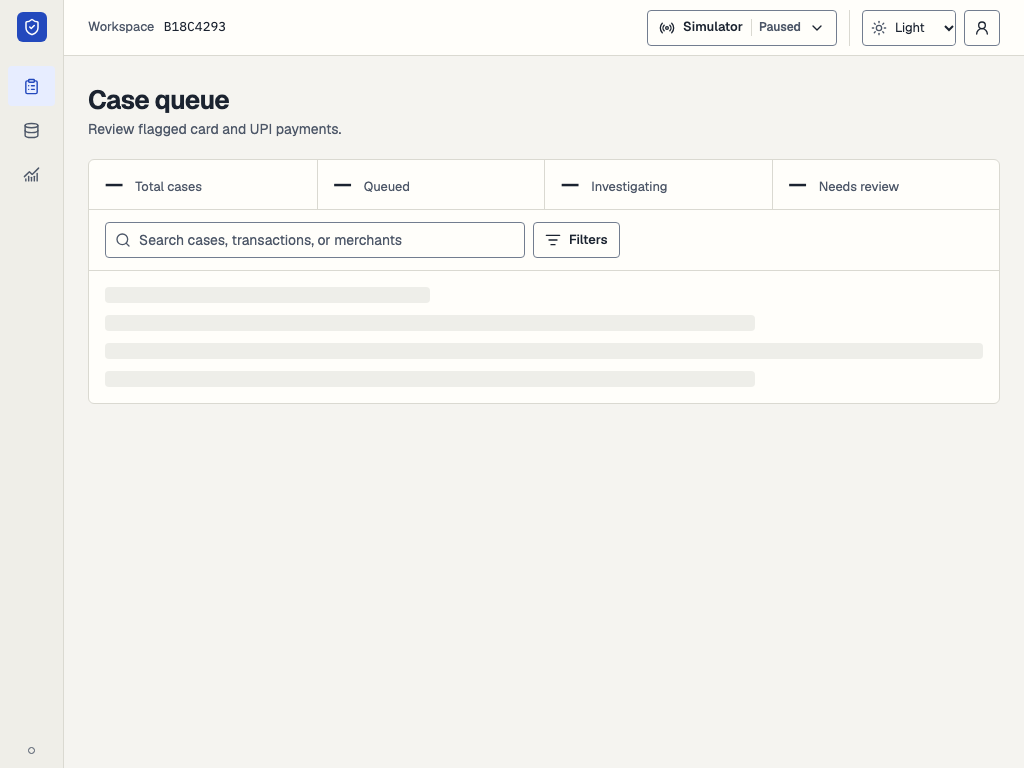 Workspace B18C4293
Simulator Paused
Light
Case queue
Review flagged card and UPI payments.
— Total cases
— Queued
— Investigating
— Needs review
Search cases, transactions, or merchants
Filters